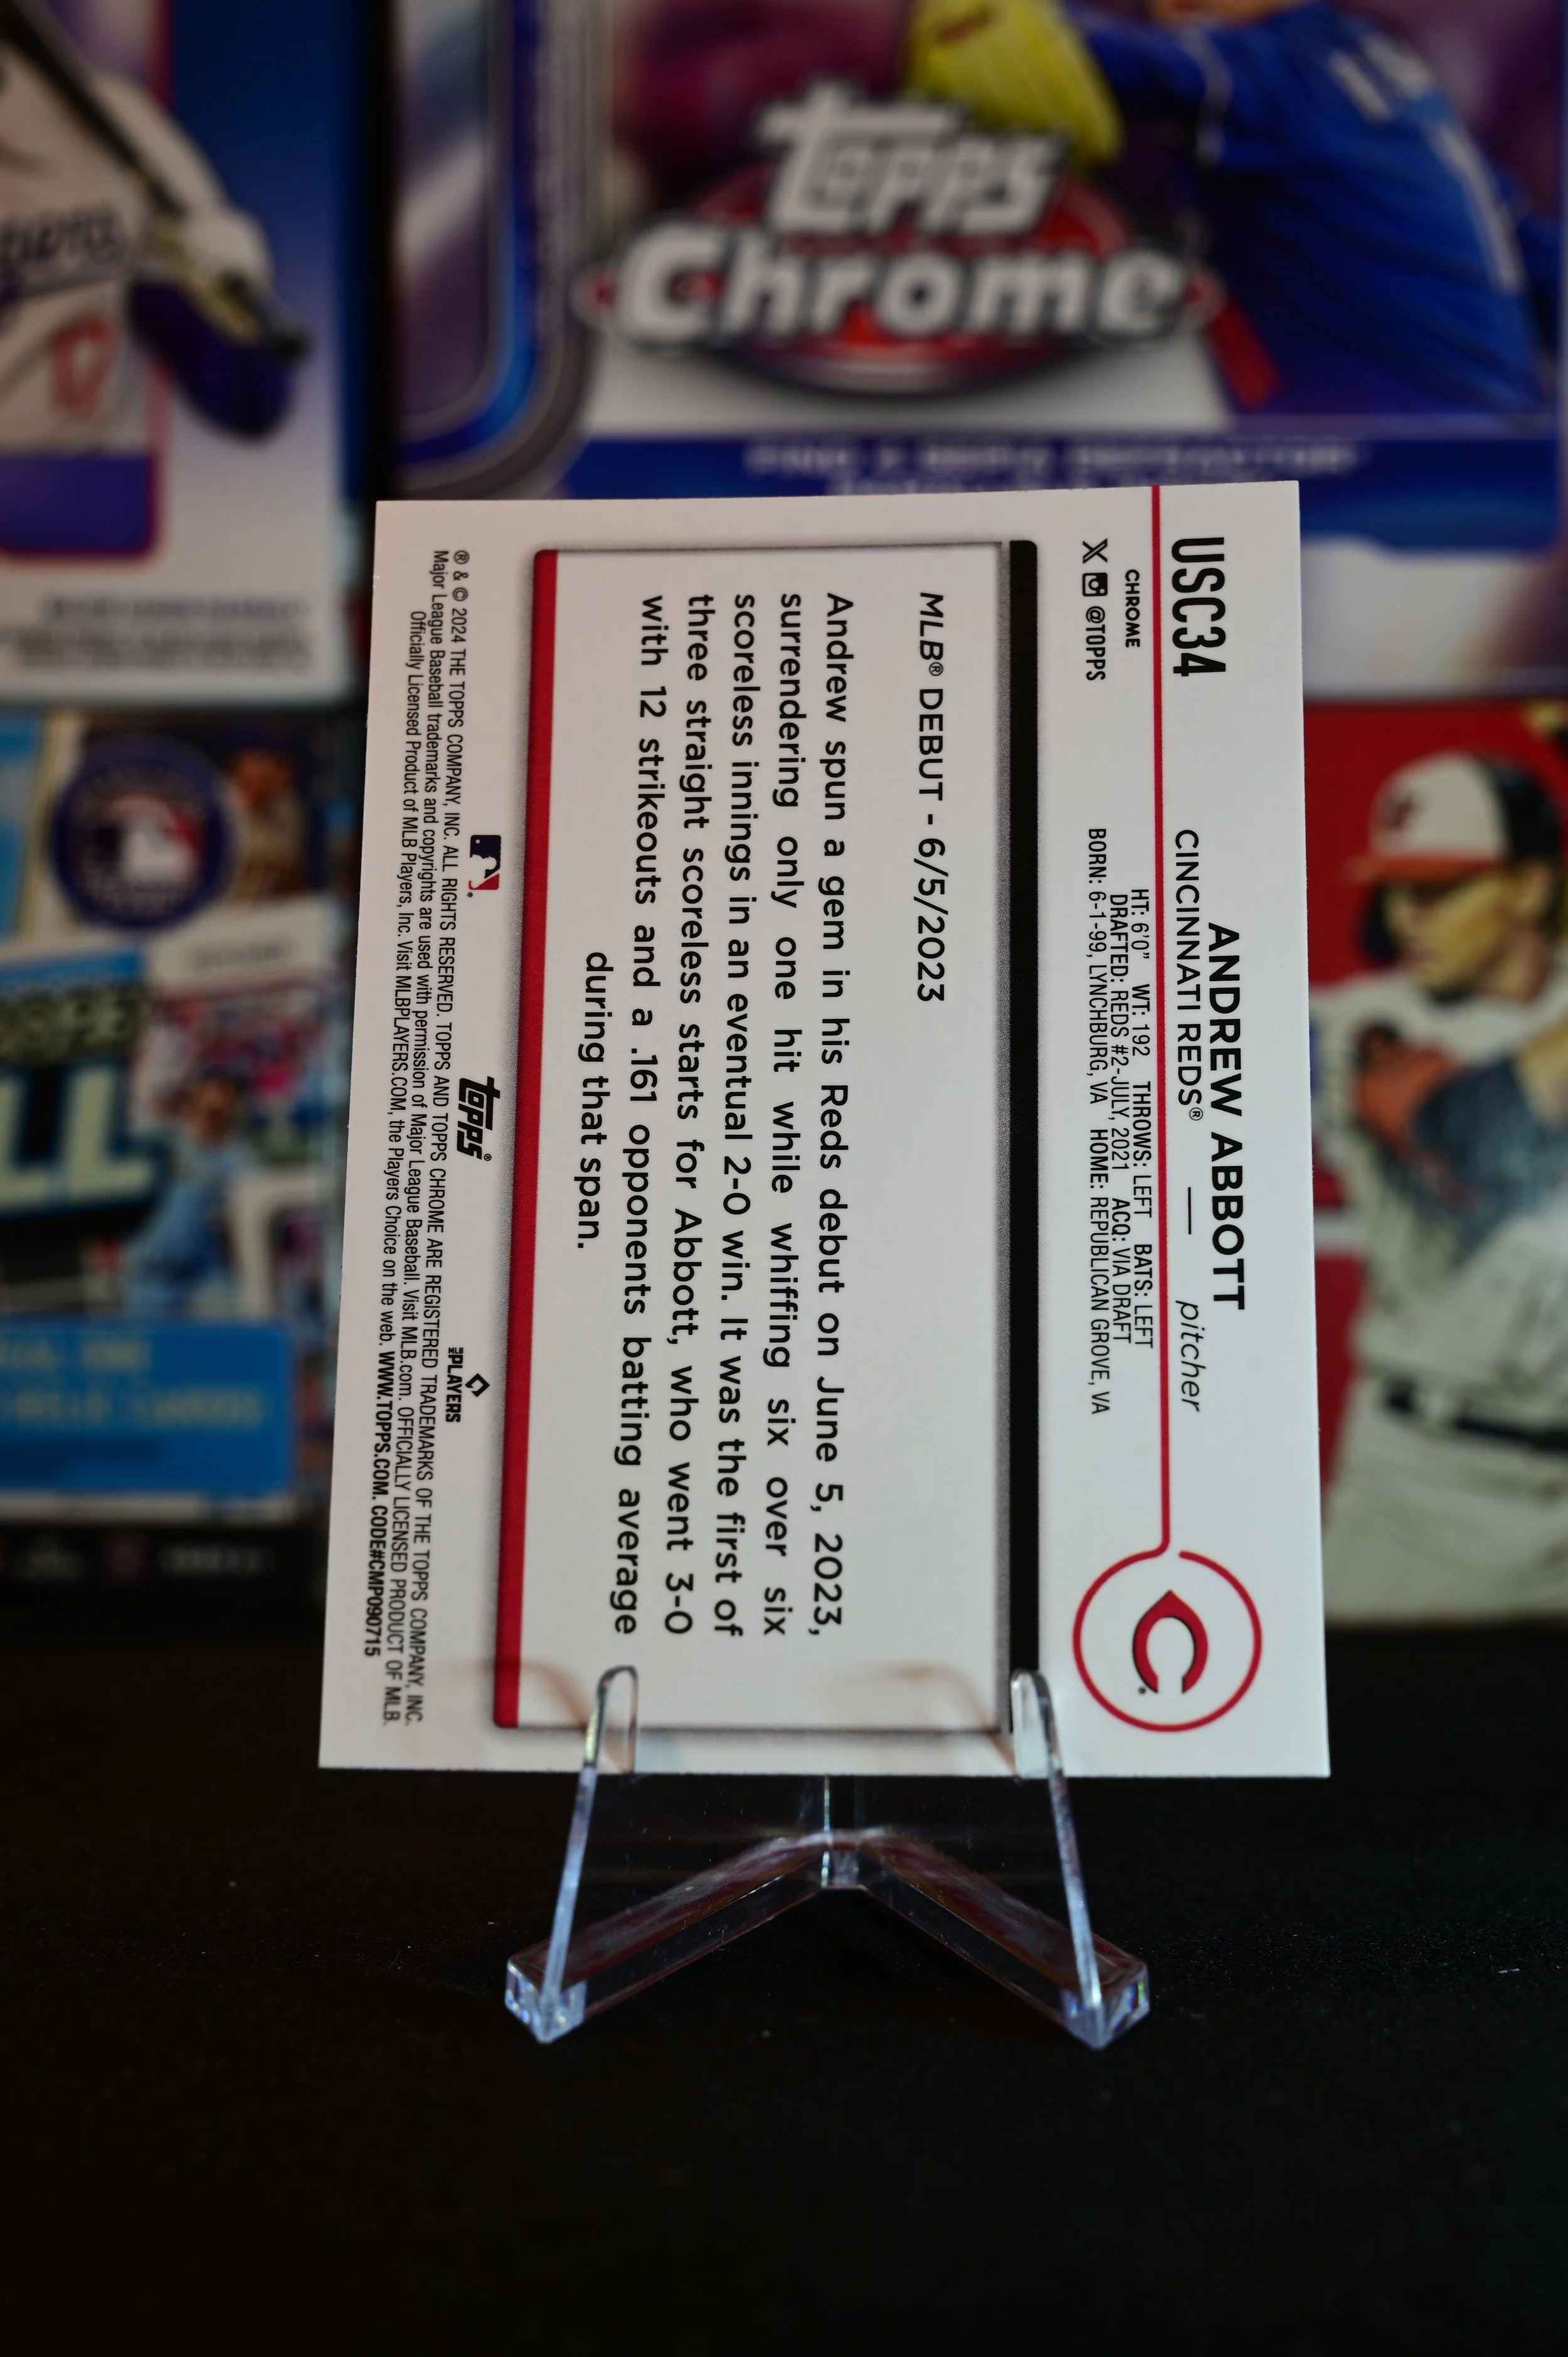 Topps
Chrome
17
USC34
ANDREW ABBOTT
CINCINNATI REDS® — pitcher
CHROME
HT: 6'0" WT: 192 THROWS: LEFT BATS: LEFT
DRAFTED: REDS #2-JULY, 2021 ACQ: VIA DRAFT
X @TOPPS
BORN: 6-1-99, LYNCHBURG, VA HOME: REPUBLICAN GROVE, VA
C
MLB® DEBUT - 6/5/2023
Andrew spun a gem in his Reds debut on June 5, 2023,
surrendering only one hit while whiffing six over six
scoreless innings in an eventual 2-0 win. It was the first of
three straight scoreless starts for Abbott, who went 3-0
with 12 strikeouts and a .161 opponents batting average
during that span.
topps®
MLB PLAYERS
® & © 2024 THE TOPPS COMPANY, INC. ALL RIGHTS RESERVED. TOPPS AND TOPPS CHROME ARE REGISTERED TRADEMARKS OF THE TOPPS COMPANY, INC.
Major League Baseball trademarks and copyrights are used with permission of Major League Baseball. Visit MLB.com. OFFICIALLY LICENSED PRODUCT OF MLB.
Officially Licensed Product of MLB Players, Inc. Visit MLBPLAYERS.COM, the Players Choice on the web. WWW.TOPPS.COM. CODE#CMP090715